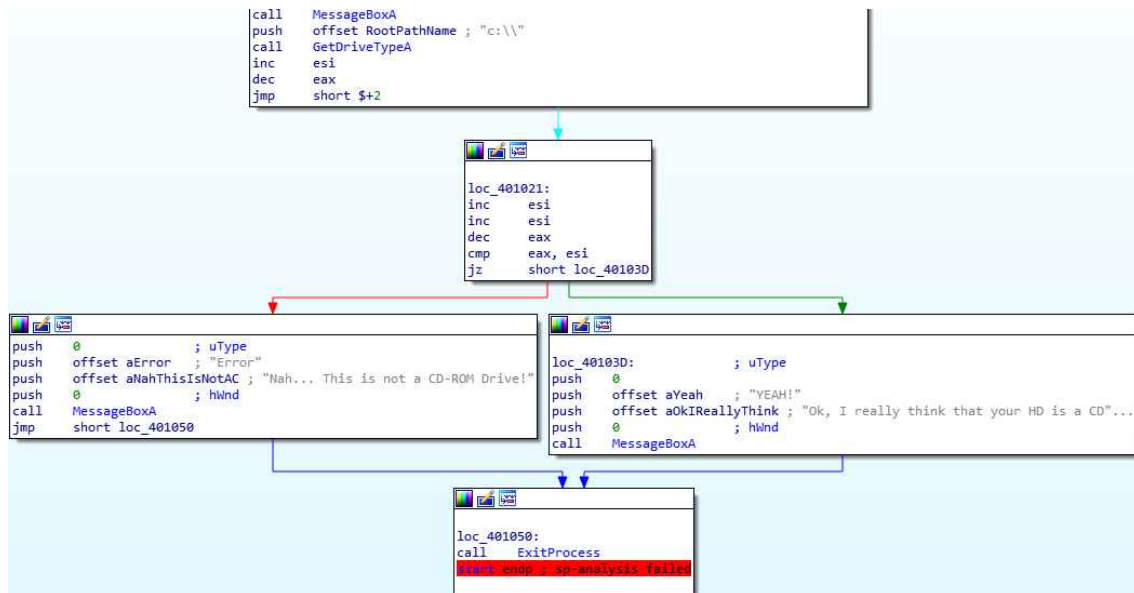 call MessageBoxA
push offset RootPathName ; "c:\\"
call GetDriveTypeA
inc esi
dec eax
jmp short $+2
loc_401021:
inc esi
inc esi
dec eax
cmp eax, esi
jz short loc_40103D
push 0 ; uType
push offset aError ; "Error"
push offset aNahThisIsNotAC ; "Nah... This is not a CD-ROM Drive!"
push 0 ; hWnd
call MessageBoxA
jmp short loc_401050
loc_40103D: ; uType
push 0
push offset aYeah ; "YEAH!"
push offset aOkIReallyThink ; "Ok, I really think that your HD is a CD"...
push 0 ; hWnd
call MessageBoxA
loc_401050:
call ExitProcess
start endp ; sp-analysis failed